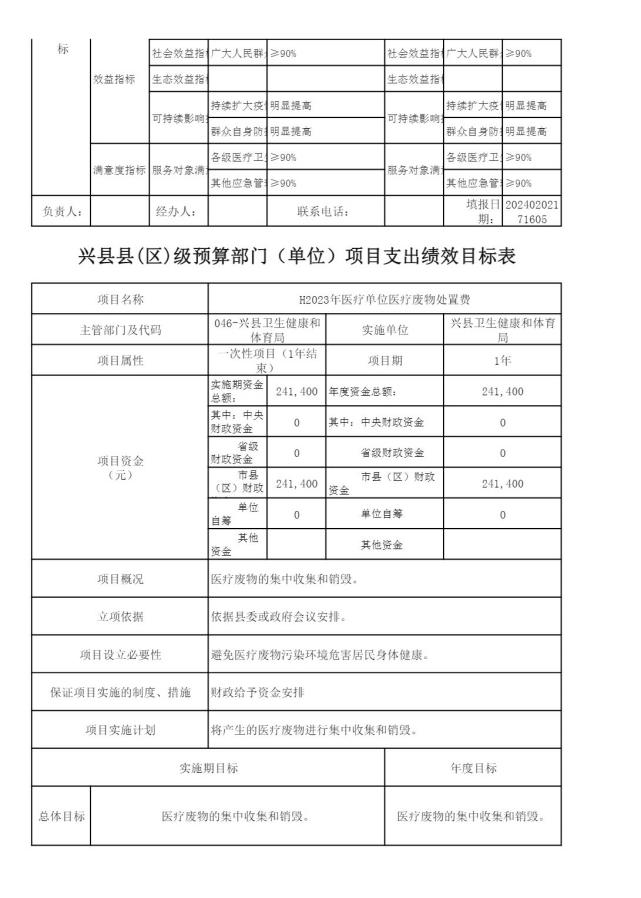 标
效益指标
社会效益指
广大人民群
≥90%
社会效益指
广大人民群
≥90%
生态效益指
生态效益指
可持续影响
持续扩大疫
明显提高
可持续影响
持续扩大疫
明显提高
群众自身防
明显提高
群众自身防
明显提高
满意度指标
服务对象满
各级医疗卫
≥90%
服务对象满
各级医疗卫
≥90%
其他应急管
≥90%
其他应急管
≥90%
负责人：
经办人：
联系电话：
填报日
期：
202402021
71605
兴县县(区)级预算部门（单位）项目支出绩效目标表
项目名称
H2023年医疗单位医疗废物处置费
主管部门及代码
046-兴县卫生健康和
体育局
实施单位
兴县卫生健康和体育
局
项目属性
一次性项目（1年结
束）
项目期
1年
项目资金
（元）
实施期资金
总额：
241,400
年度资金总额：
241,400
其中：中央
财政资金
0
其中：中央财政资金
0
省级
财政资金
0
省级财政资金
0
市县
（区）财政
241,400
市县（区）财政
资金
241,400
单位
自筹
0
单位自筹
0
其他
资金
其他资金
项目概况
医疗废物的集中收集和销毁。
立项依据
依据县委或政府会议安排。
项目设立必要性
避免医疗废物污染环境危害居民身体健康。
保证项目实施的制度、措施
财政给予资金安排
项目实施计划
将产生的医疗废物进行集中收集和销毁。
实施期目标
年度目标
总体目标
医疗废物的集中收集和销毁。
医疗废物的集中收集和销毁。